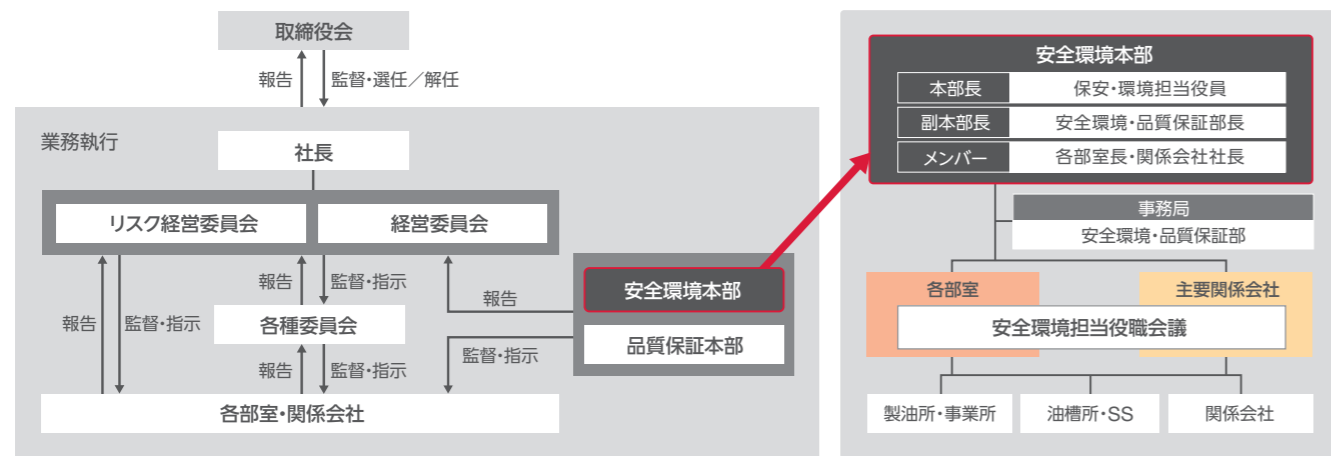 取締役会
報告
監督・選任／解任
業務執行
社長
リスク経営委員会
経営委員会
報告
監督・指示
報告
監督・指示
各種委員会
報告
監督・指示
各部室・関係会社
報告
安全環境本部
監督・指示
品質保証本部
安全環境本部
本部長 保安・環境担当役員
副本部長 安全環境・品質保証部長
メンバー 各部室長・関係会社社長
事務局
安全環境・品質保証部
各部室
主要関係会社
安全環境担当役職会議
製油所・事業所
油槽所・SS
関係会社